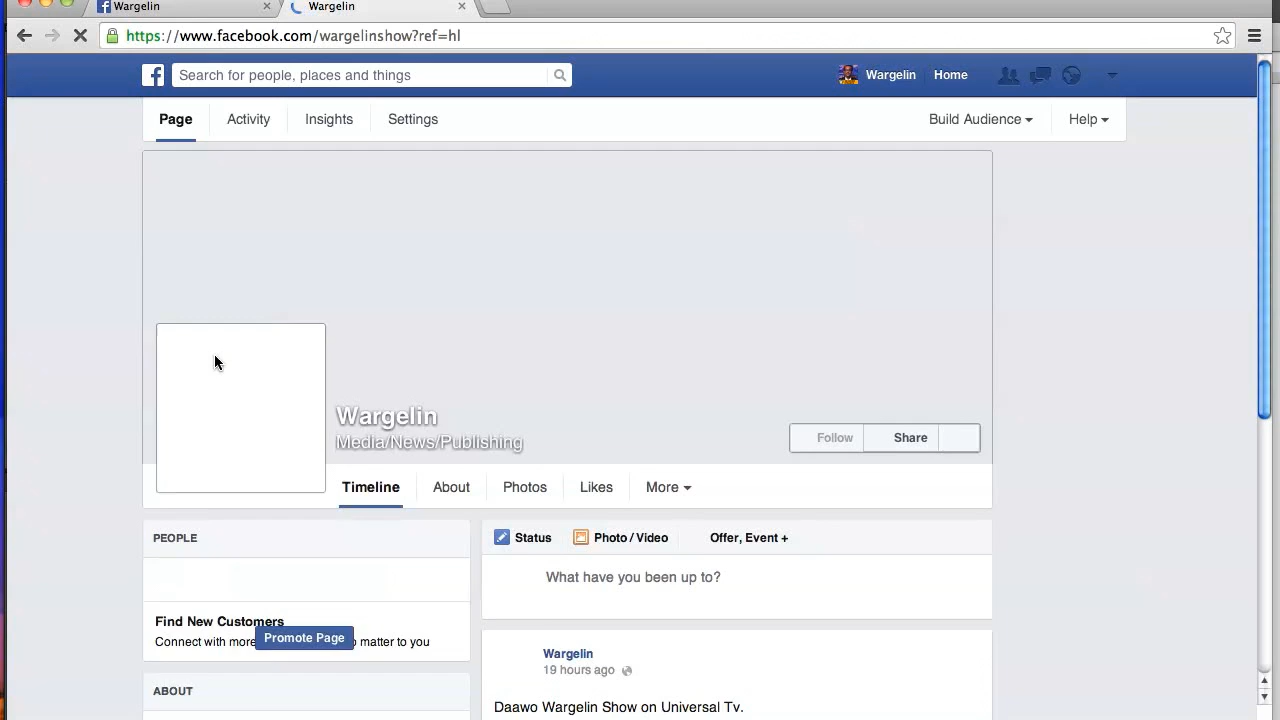 Wargelin
Wargelin
https://www.facebook.com/wargelinshow?ref=hl
Search for people, places and things
Wargelin
Home
Page
Activity
Insights
Settings
Build Audience
Help
Wargelin
Media/News/Publishing
Follow
Share
Timeline
About
Photos
Likes
More
PEOPLE
Status
Photo / Video
Offer, Event +
What have you been up to?
Find New Customers
Connect with more
matter to you
Promote Page
Wargelin
19 hours ago
ABOUT
Daawo Wargelin Show on Universal Tv.